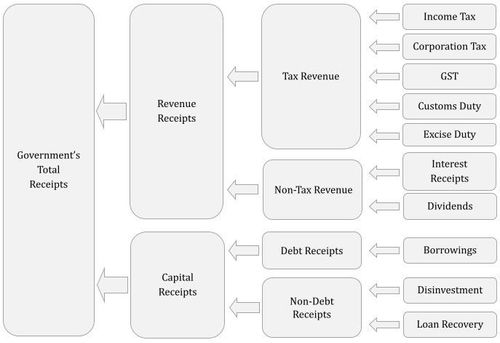 Government's
Total
Receipts
Revenue
Receipts
Capital
Receipts
Tax Revenue
Non-Tax Revenue
Debt Receipts
Non-Debt
Receipts
Income Tax
Corporation Tax
GST
Customs Duty
Excise Duty
Interest
Receipts
Dividends
Borrowings
Disinvestment
Loan Recovery